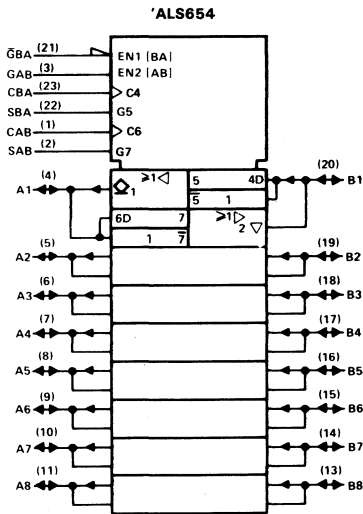 'ALS654
G̅BA (21) EN1 [BA]
GAB (3) EN2 [AB]
CBA (23) C4
SBA (22) G5
CAB (1) C6
SAB (2) G7
A1 (4) ≥1 ◁ 1 5 4D (20) B1
5̅ 1
6D 7 ≥1 ▷
1 7̅ 2 ▽
A2 (5) (19) B2
A3 (6) (18) B3
A4 (7) (17) B4
A5 (8) (16) B5
A6 (9) (15) B6
A7 (10) (14) B7
A8 (11) (13) B8